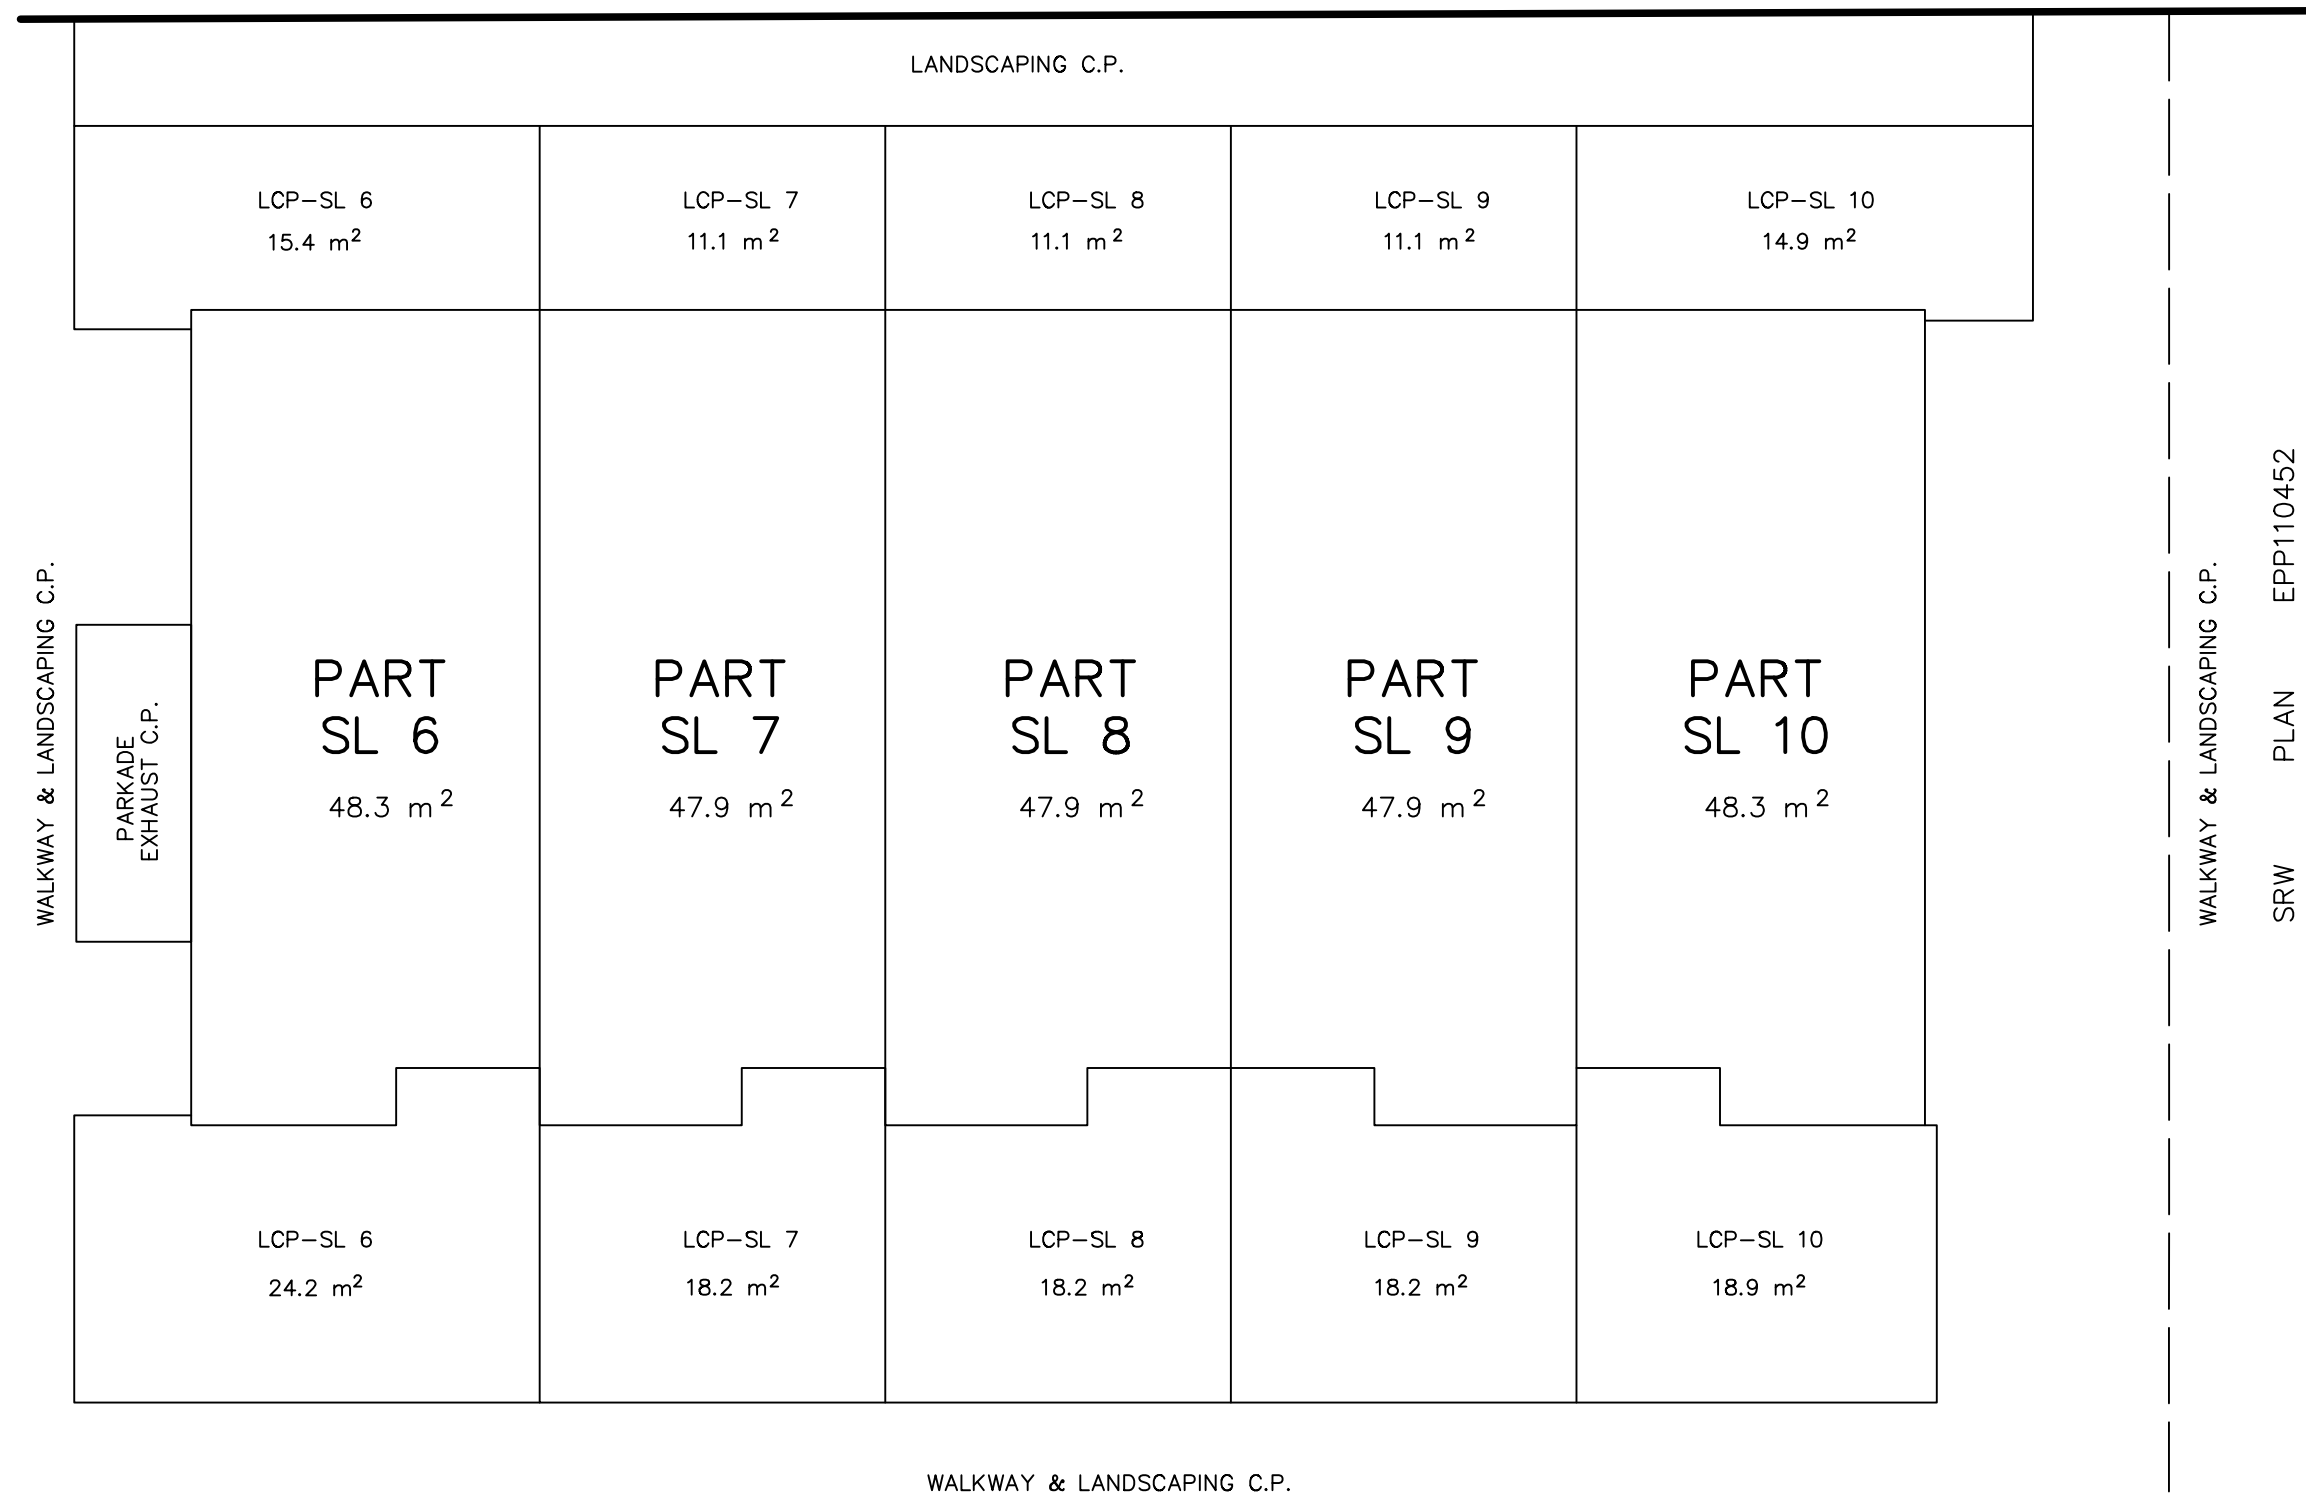 LANDSCAPING C.P.
LCP-SL 6
15.4 m²
LCP-SL 7
11.1 m²
LCP-SL 8
11.1 m²
LCP-SL 9
11.1 m²
LCP-SL 10
14.9 m²
WALKWAY & LANDSCAPING C.P.
PARKADE
EXHAUST C.P.
PART
SL 6
48.3 m²
PART
SL 7
47.9 m²
PART
SL 8
47.9 m²
PART
SL 9
47.9 m²
PART
SL 10
48.3 m²
WALKWAY & LANDSCAPING C.P.
SRW PLAN EPP110452
LCP-SL 6
24.2 m²
LCP-SL 7
18.2 m²
LCP-SL 8
18.2 m²
LCP-SL 9
18.2 m²
LCP-SL 10
18.9 m²
WALKWAY & LANDSCAPING C.P.